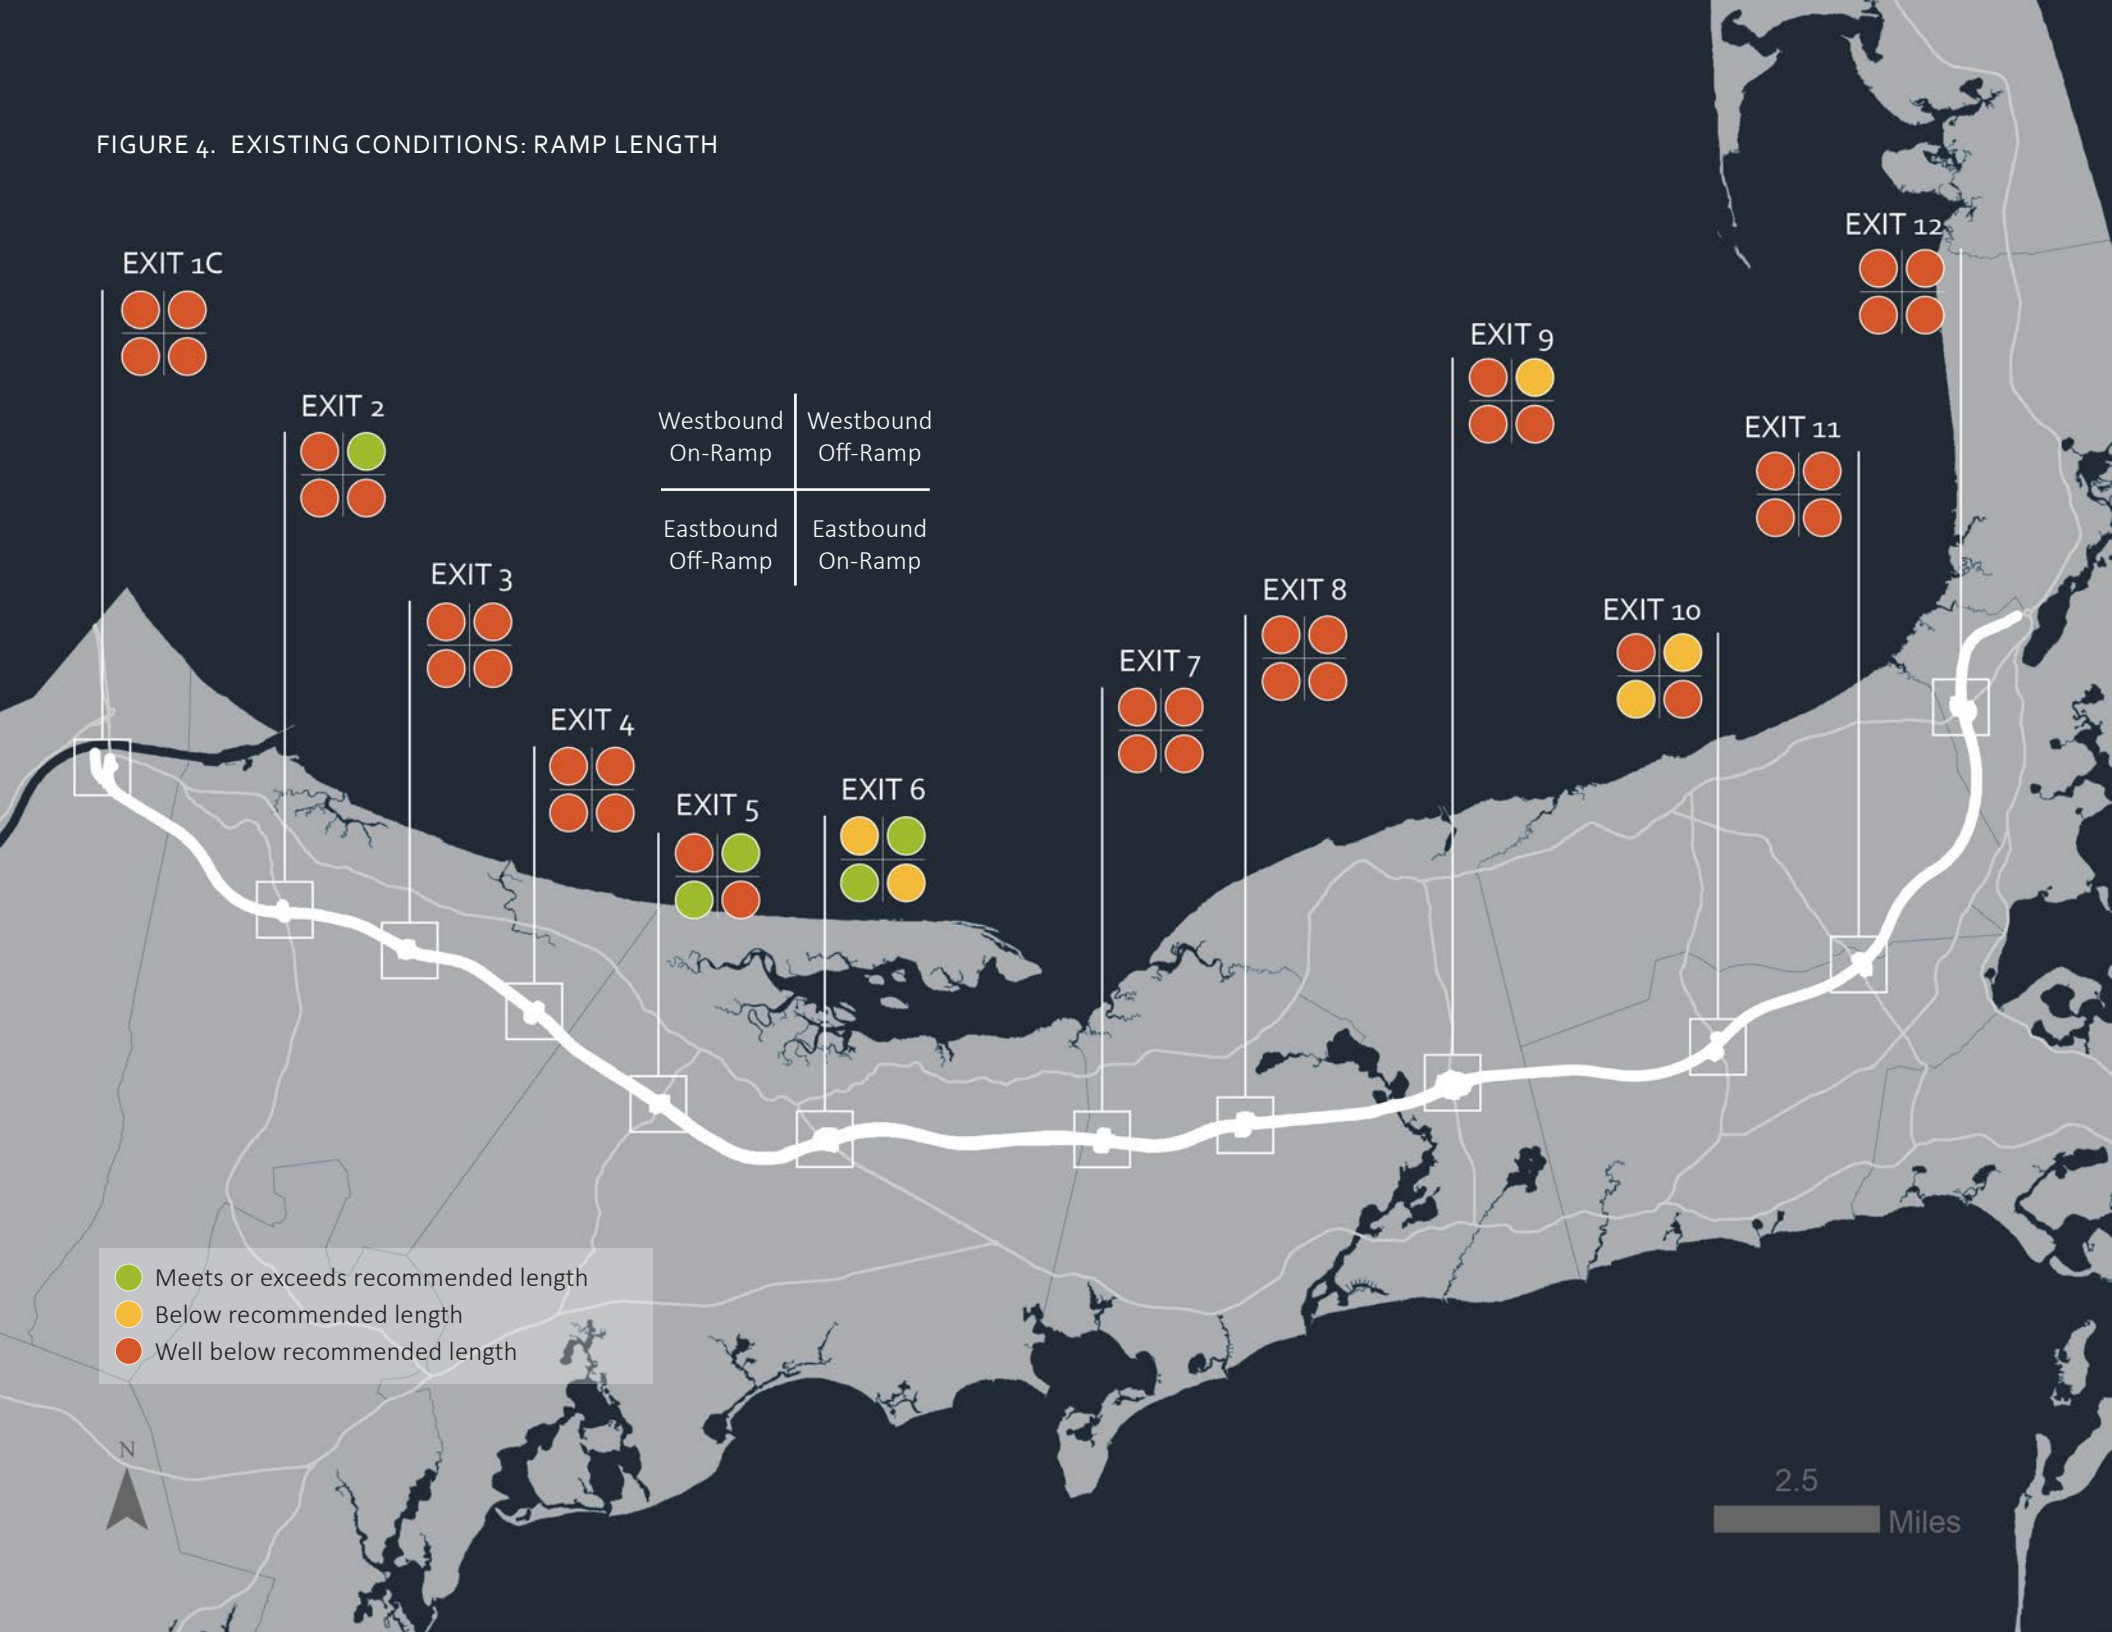 FIGURE 4. EXISTING CONDITIONS: RAMP LENGTH
EXIT 12
EXIT 1C
EXIT 9
EXIT 2
Westbound On-Ramp
Westbound Off-Ramp
EXIT 11
Eastbound Off-Ramp
Eastbound On-Ramp
EXIT 3
EXIT 8
EXIT 10
EXIT 7
EXIT 4
EXIT 6
EXIT 5
Meets or exceeds recommended length
Below recommended length
Well below recommended length
N
2.5
Miles